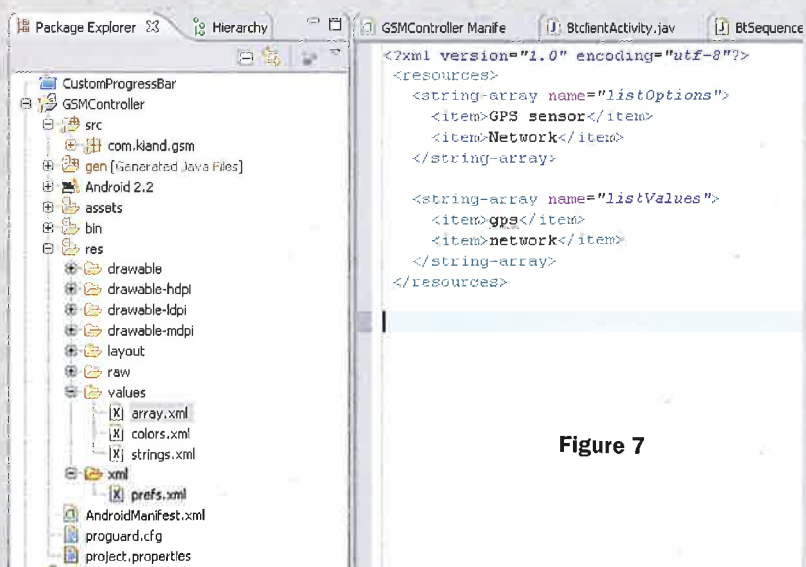 Package Explorer
Hierarchy
CustomProgressBar
GSMController
src
com.kiand.gsm
gen [Generated Java Files]
Android 2.2
assets
bin
res
drawable
drawable-hdpi
drawable-ldpi
drawable-mdpi
layout
raw
values
array.xml
colors.xml
strings.xml
xml
prefs.xml
AndroidManifest.xml
proguard.cfg
project.properties
GSMController Manife
BtclientActivity.jav
BtSequence
<?xml version="1.0" encoding="utf-8"?>
<resources>
<string-array name="listOptions">
<item>GPS sensor</item>
<item>Network</item>
</string-array>
<string-array name="listValues">
<item>gps</item>
<item>network</item>
</string-array>
</resources>
Figure 7